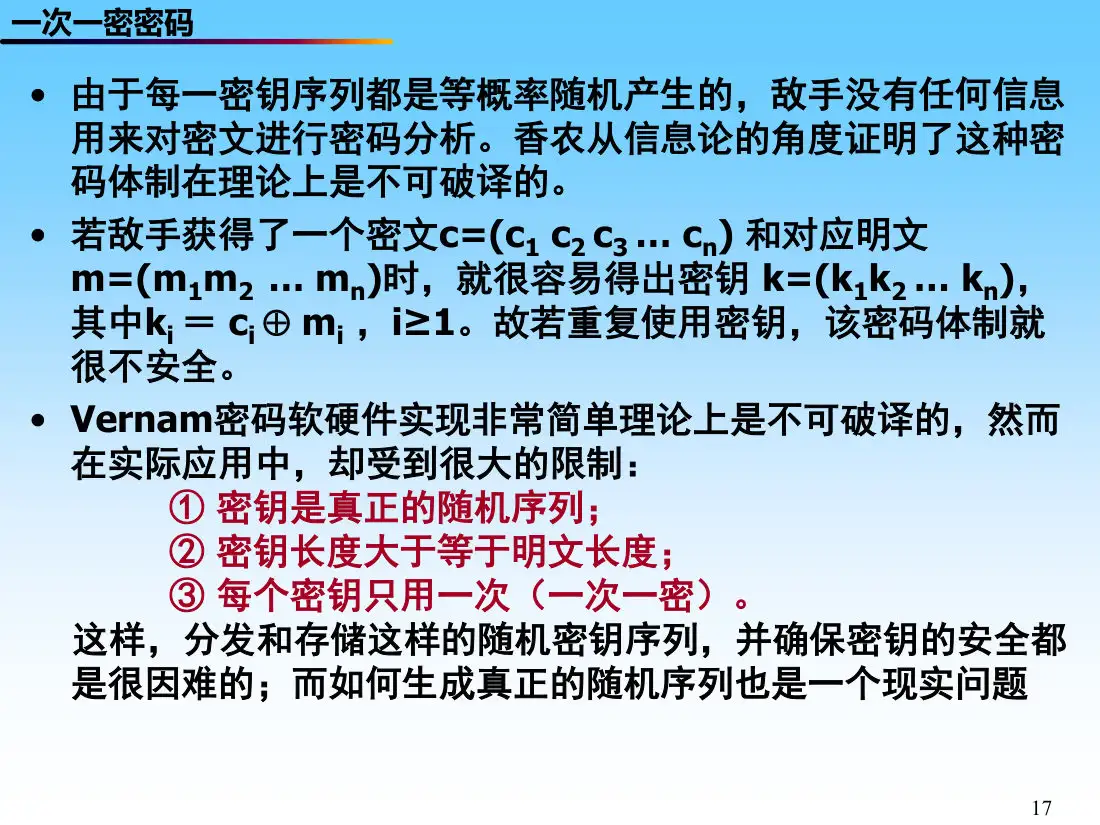 一次一密密码
• 由于每一密钥序列都是等概率随机产生的，敌手没有任何信息
用来对密文进行密码分析。香农从信息论的角度证明了这种密
码体制在理论上是不可破译的。
• 若敌手获得了一个密文c=(c₁ c₂ c₃ … cₙ) 和对应明文
m=(m₁m₂ … mₙ)时，就很容易得出密钥 k=(k₁k₂ … kₙ)，
其中kᵢ ＝ cᵢ ⊕ mᵢ ，i≥1。故若重复使用密钥，该密码体制就
很不安全。
• Vernam密码软硬件实现非常简单理论上是不可破译的，然而
在实际应用中，却受到很大的限制：
① 密钥是真正的随机序列；
② 密钥长度大于等于明文长度；
③ 每个密钥只用一次（一次一密）。
这样，分发和存储这样的随机密钥序列，并确保密钥的安全都
是很因难的；而如何生成真正的随机序列也是一个现实问题
17